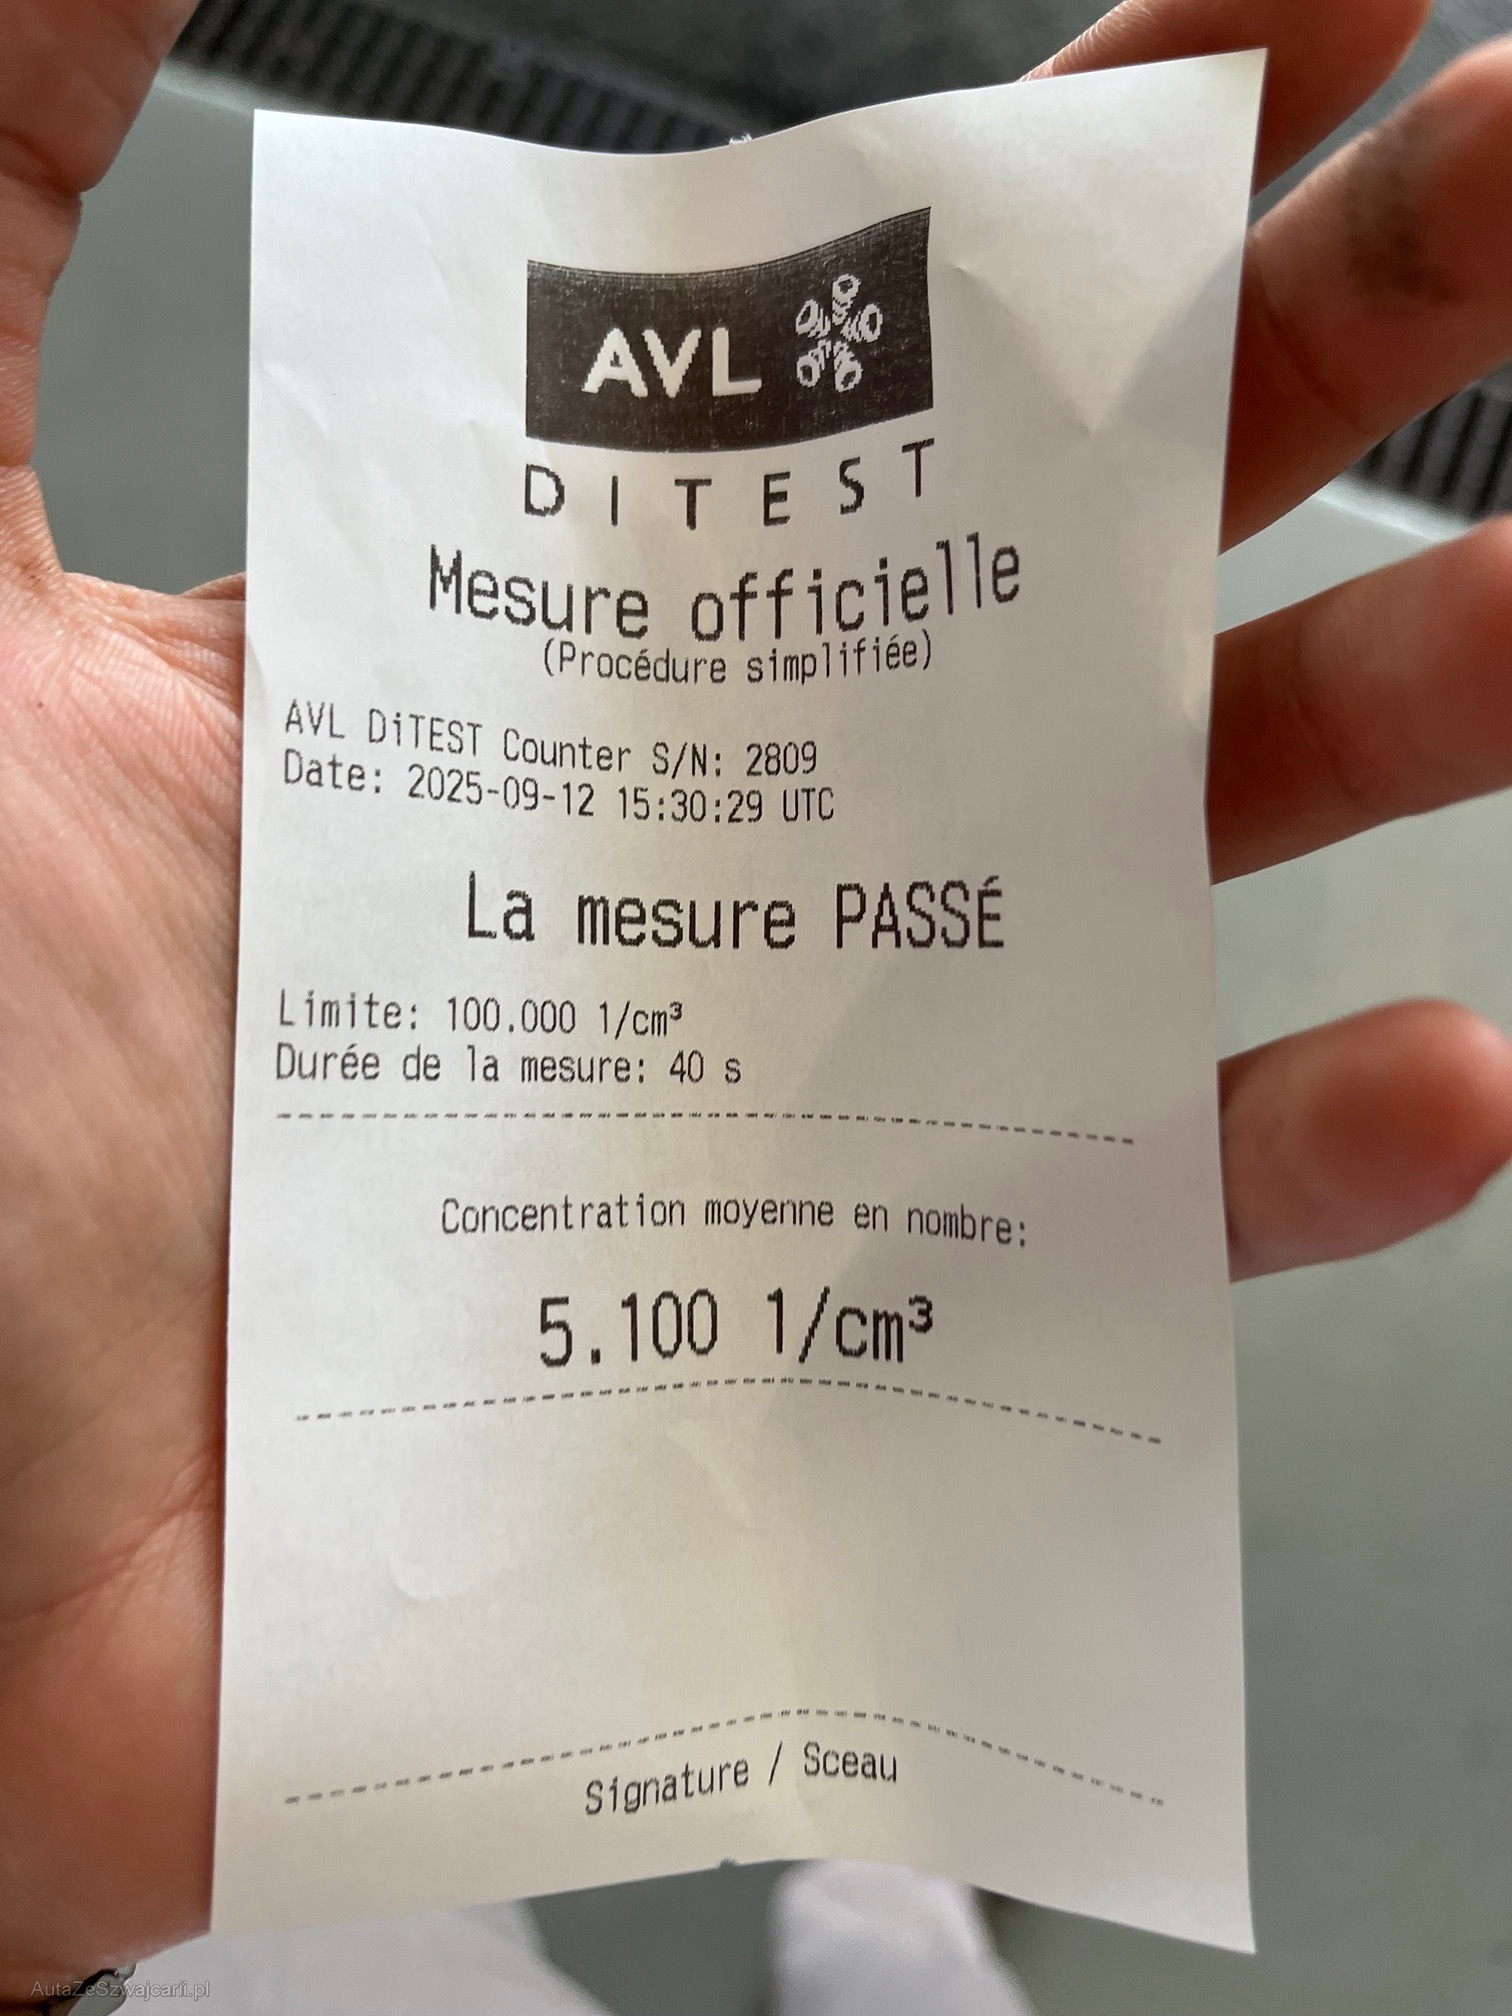 AVL
DITEST
Mesure officielle
(Procédure simplifiée)
AVL DiTEST Counter S/N: 2809
Date: 2025-09-12 15:30:29 UTC
La mesure PASSÉ
Limite: 100.000 1/cm³
Durée de la mesure: 40 s
Concentration moyenne en nombre:
5.100 1/cm³
Signature / Sceau
AutaZeSzwajcarii.pl